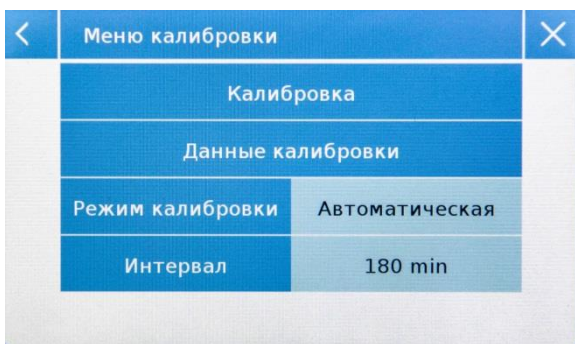 Меню калибровки
Калибровка
Данные калибровки
Режим калибровки Автоматическая
Интервал 180 min